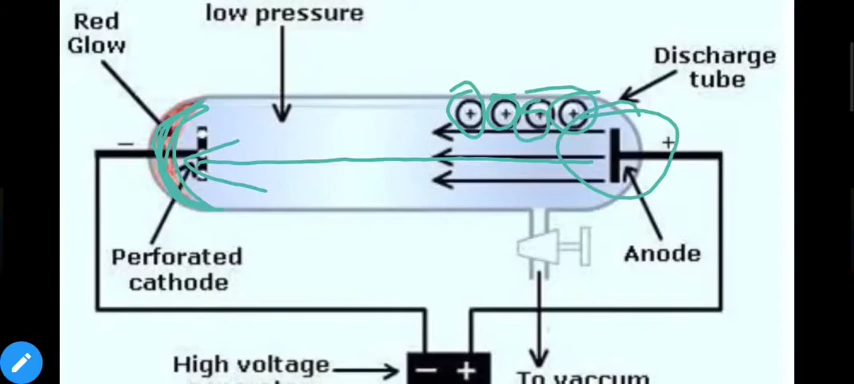 Red
Glow
low pressure
Discharge
tube
+ + + +
−
+
Perforated
cathode
Anode
High voltage
− +
To vaccum